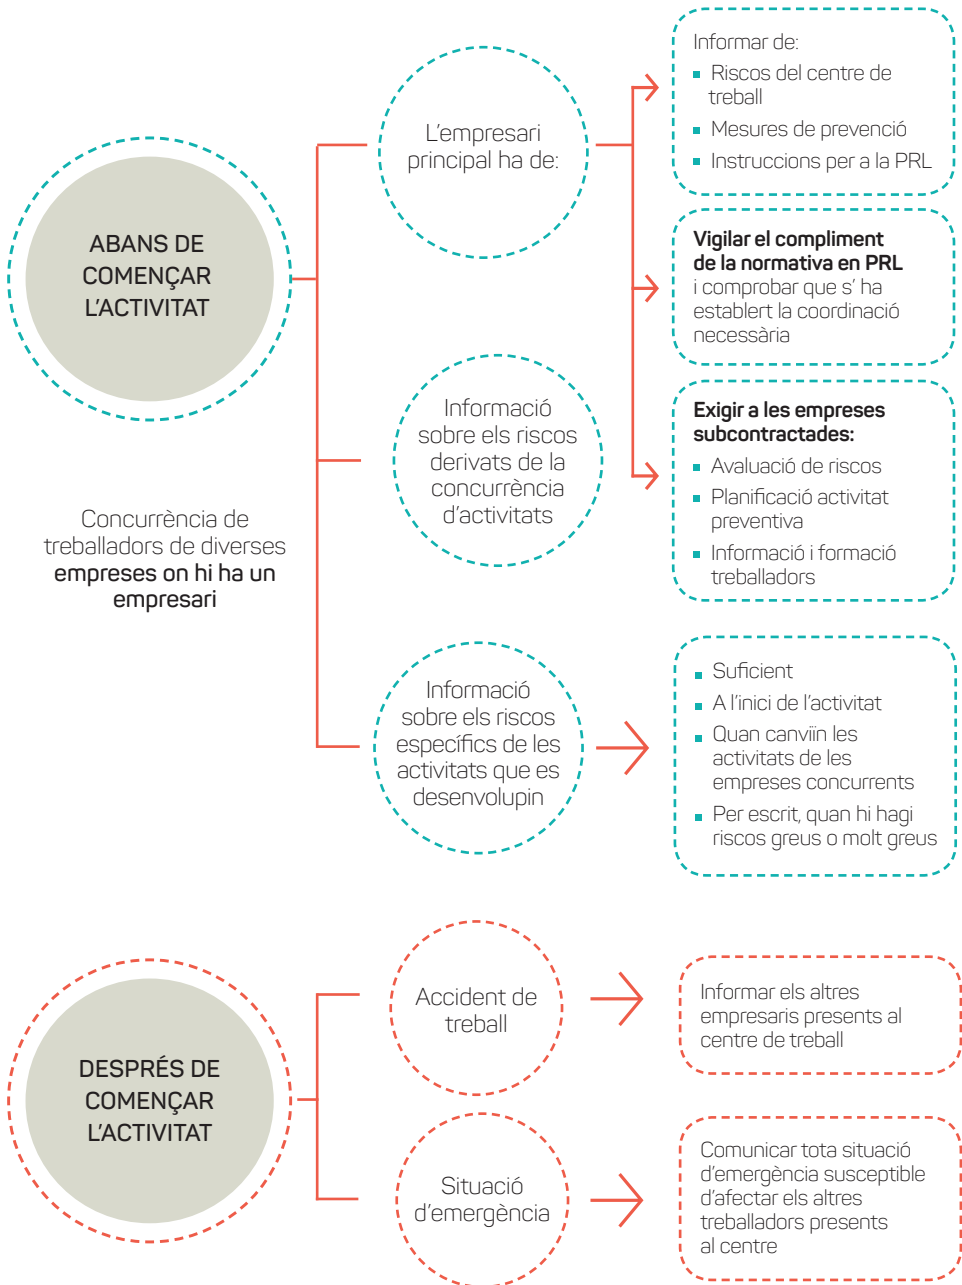 ABANS DE
COMENÇAR
L’ACTIVITAT
Concurrència de
treballadors de diverses
empreses on hi ha un
empresari
L’empresari
principal ha de:
Informar de:
Riscos del centre de
treball
Mesures de prevenció
Instruccions per a la PRL
Vigilar el compliment
de la normativa en PRL
i comprobar que s’ ha
establert la coordinació
necessària
Exigir a les empreses
subcontractades:
Avaluació de riscos
Planificació activitat
preventiva
Informació i formació
treballadors
Informació
sobre els riscos
derivats de la
concurrència
d’activitats
Informació
sobre els riscos
específics de les
activitats que es
desenvolupin
Suficient
A l’inici de l’activitat
Quan canviïn les
activitats de les
empreses concurrents
Per escrit, quan hi hagi
riscos greus o molt greus
DESPRÉS DE
COMENÇAR
L’ACTIVITAT
Accident de
treball
Informar els altres
empresaris presents al
centre de treball
Situació
d’emergència
Comunicar tota situació
d’emergència susceptible
d’afectar els altres
treballadors presents
al centre